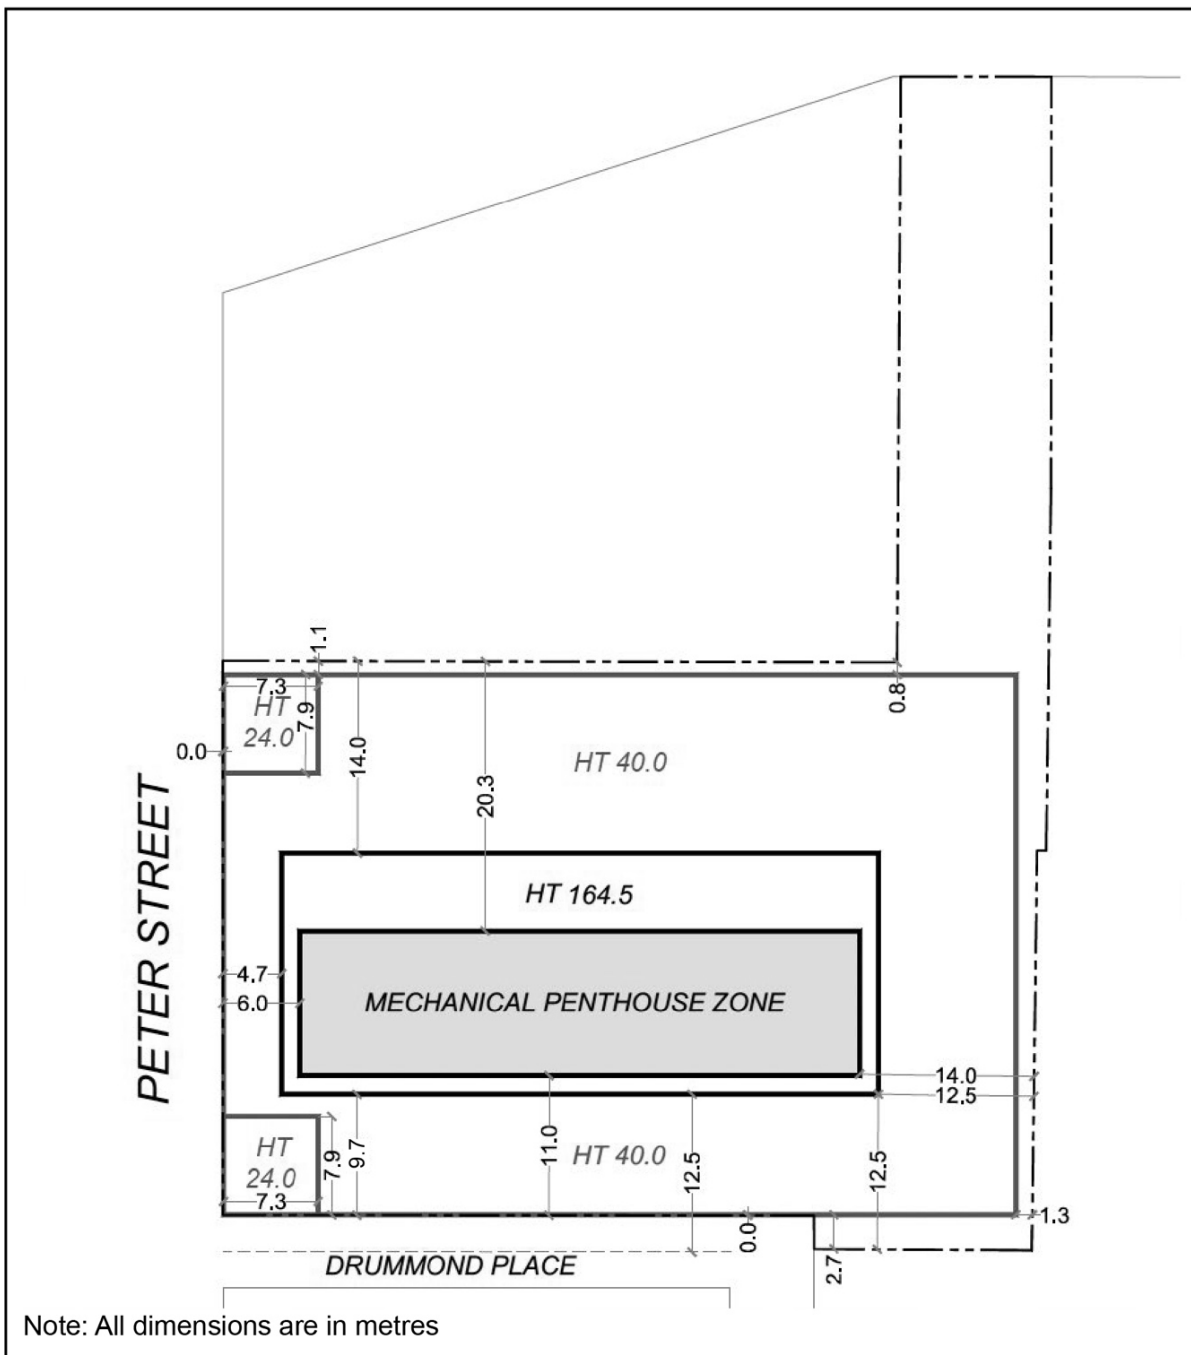 1.1
7.3
HT
24.0
7.9
0.8
0.0
14.0
20.3
HT 40.0
PETER STREET
HT 164.5
4.7
6.0
MECHANICAL PENTHOUSE ZONE
14.0
12.5
HT
24.0
7.3
7.9
9.7
11.0
HT 40.0
12.5
12.5
1.3
0.0
2.7
DRUMMOND PLACE
Note: All dimensions are in metres